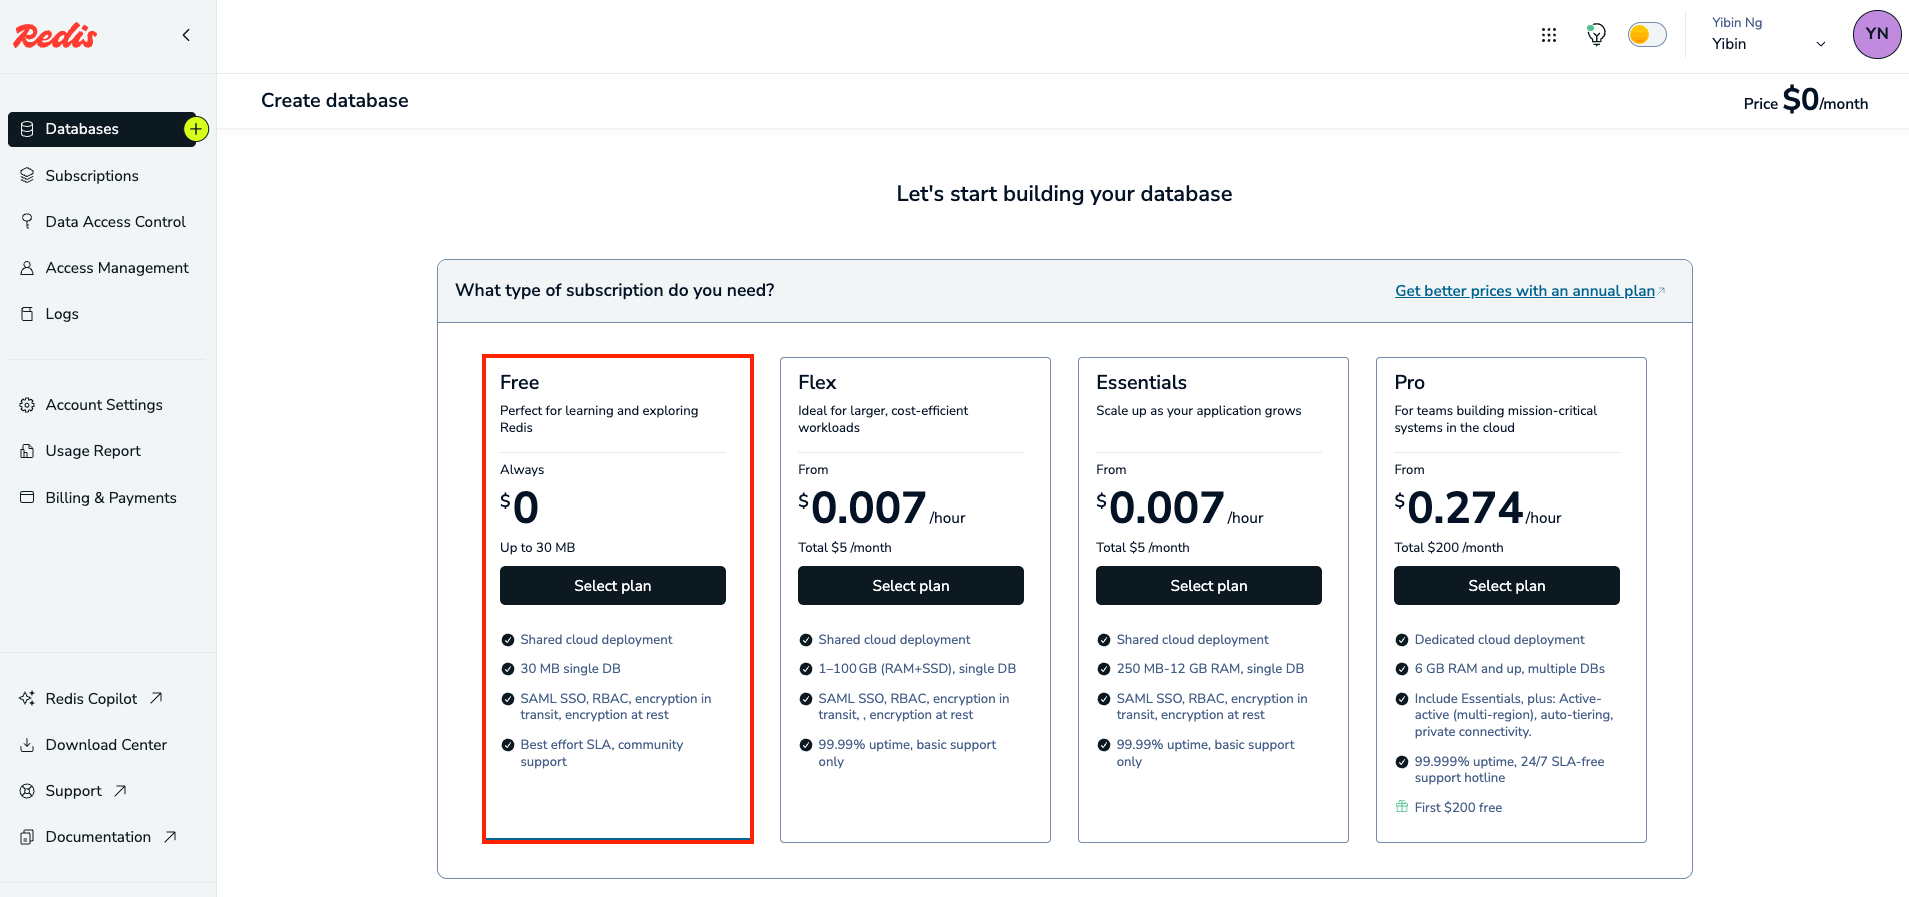 Redis
Yibin Ng
Yibin
YN
Create database
Price $0/month
Databases
Subscriptions
Data Access Control
Access Management
Logs
Account Settings
Usage Report
Billing & Payments
Redis Copilot
Download Center
Support
Documentation
Let's start building your database
What type of subscription do you need?
Get better prices with an annual plan
Free
Perfect for learning and exploring
Redis
Always
$0
Up to 30 MB
Select plan
Shared cloud deployment
30 MB single DB
SAML SSO, RBAC, encryption in
transit, encryption at rest
Best effort SLA, community
support
Flex
Ideal for larger, cost-efficient
workloads
From
$0.007/hour
Total $5 /month
Select plan
Shared cloud deployment
1–100 GB (RAM+SSD), single DB
SAML SSO, RBAC, encryption in
transit, , encryption at rest
99.99% uptime, basic support
only
Essentials
Scale up as your application grows
From
$0.007/hour
Total $5 /month
Select plan
Shared cloud deployment
250 MB-12 GB RAM, single DB
SAML SSO, RBAC, encryption in
transit, encryption at rest
99.99% uptime, basic support
only
Pro
For teams building mission-critical
systems in the cloud
From
$0.274/hour
Total $200 /month
Select plan
Dedicated cloud deployment
6 GB RAM and up, multiple DBs
Include Essentials, plus: Active-
active (multi-region), auto-tiering,
private connectivity.
99.999% uptime, 24/7 SLA-free
support hotline
First $200 free